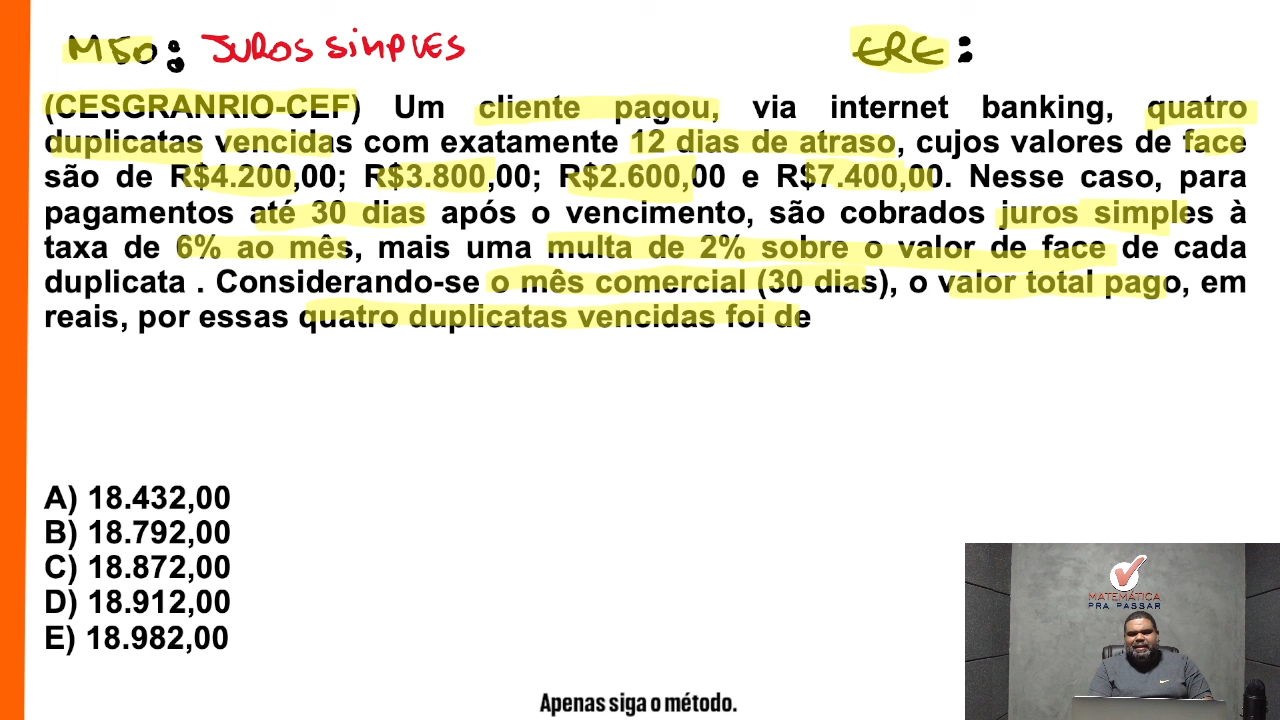 M50: JUROS SIMPLES
ERE:
(CESGRANRIO-CEF) Um cliente pagou, via internet banking, quatro
duplicatas vencidas com exatamente 12 dias de atraso, cujos valores de face
são de R$4.200,00; R$3.800,00; R$2.600,00 e R$7.400,00. Nesse caso, para
pagamentos até 30 dias após o vencimento, são cobrados juros simples à
taxa de 6% ao mês, mais uma multa de 2% sobre o valor de face de cada
duplicata . Considerando-se o mês comercial (30 dias), o valor total pago, em
reais, por essas quatro duplicatas vencidas foi de
A) 18.432,00
B) 18.792,00
C) 18.872,00
D) 18.912,00
E) 18.982,00
MATEMÁTICA
PRA PASSAR
Apenas siga o método.